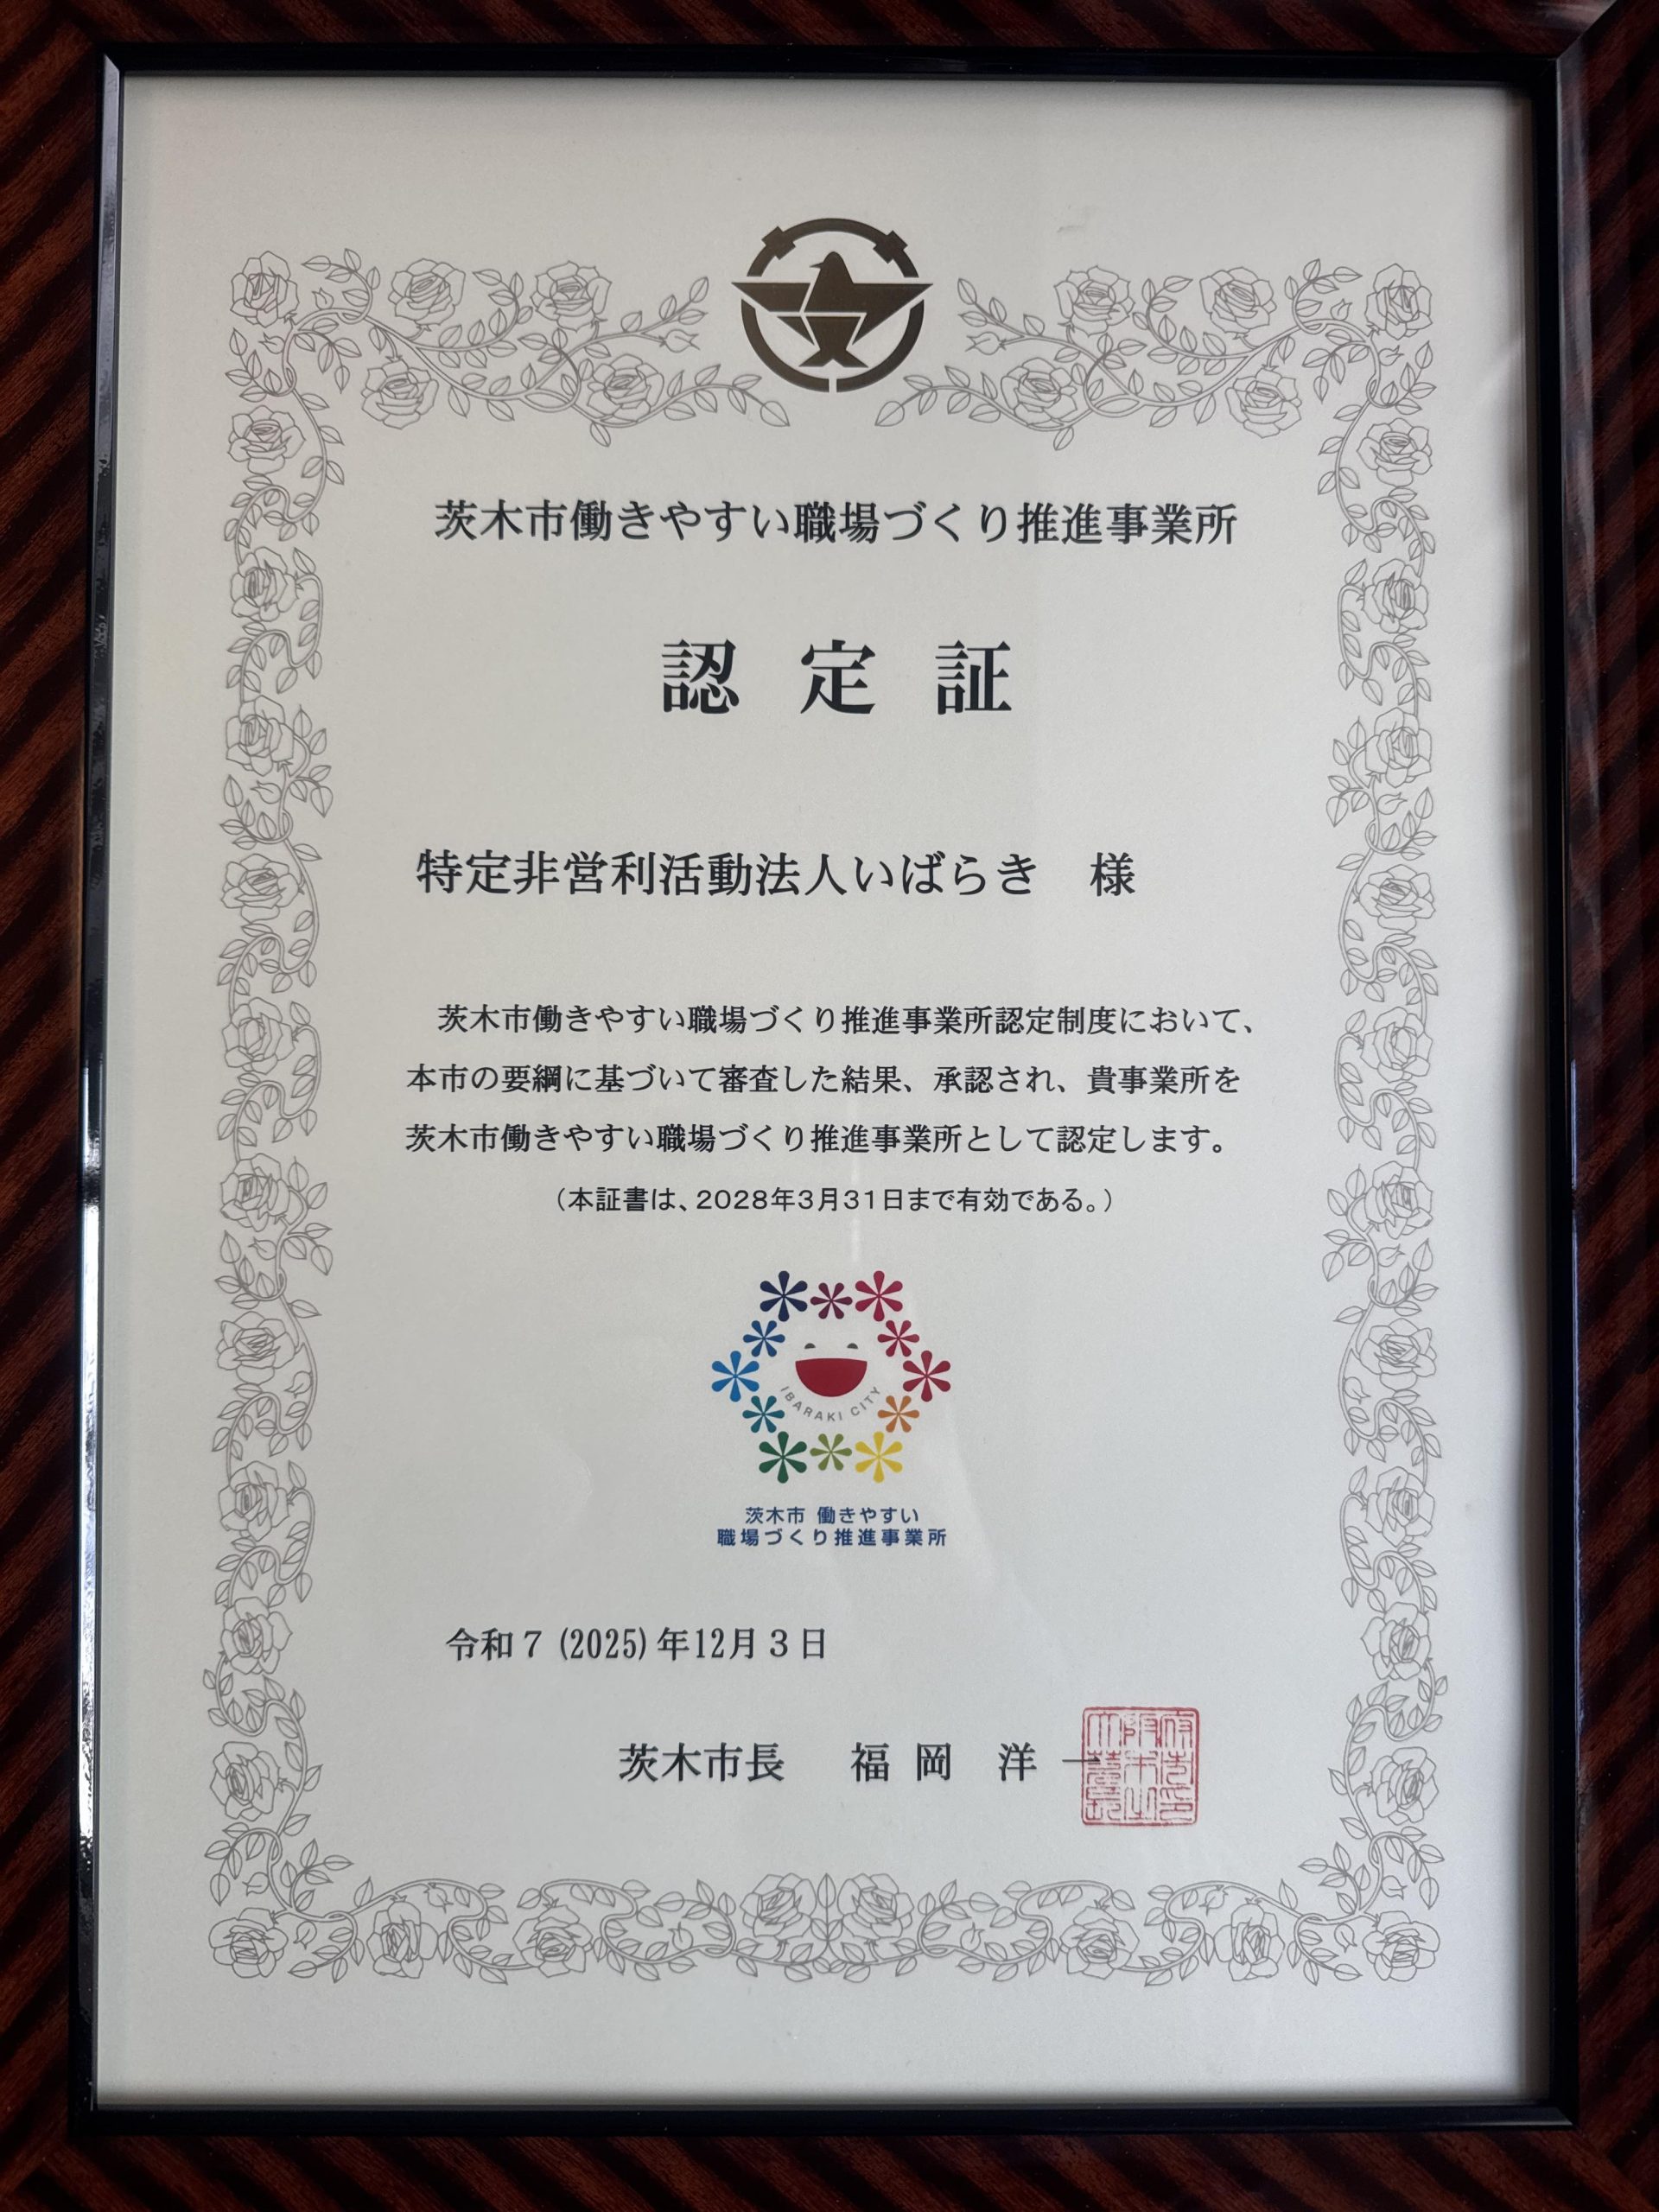 茨木市働きやすい職場づくり推進事業所
認定証
特定非営利活動法人いばらき　様
茨木市働きやすい職場づくり推進事業所認定制度において、
本市の要綱に基づいて審査した結果、承認され、貴事業所を
茨木市働きやすい職場づくり推進事業所として認定します。
（本証書は、2028年3月31日まで有効である。）
IBARAKI CITY
茨木市 働きやすい
職場づくり推進事業所
令和７(2025)年12月３日
茨木市長　福岡　洋一